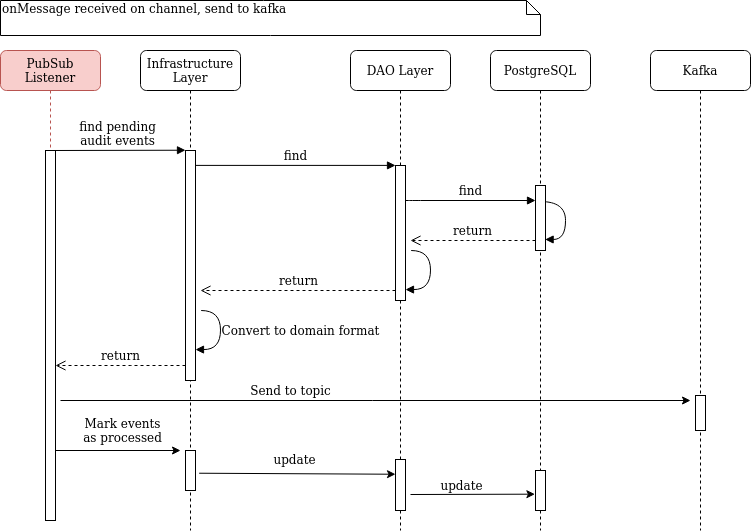 onMessage received on channel, send to kafka
PubSub
Listener
Infrastructure
Layer
DAO Layer
PostgreSQL
Kafka
find pending
audit events
find
find
return
return
Convert to domain format
return
Send to topic
Mark events
as processed
update
update